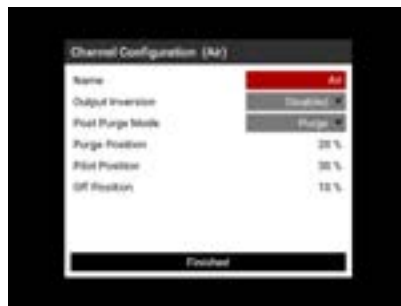 Channel Configuration (Air)
Name Air
Output Inversion Disabled
Post Purge Mode Purge
Purge Position 20 %
Pilot Position 30 %
Off Position 10 %
Finished